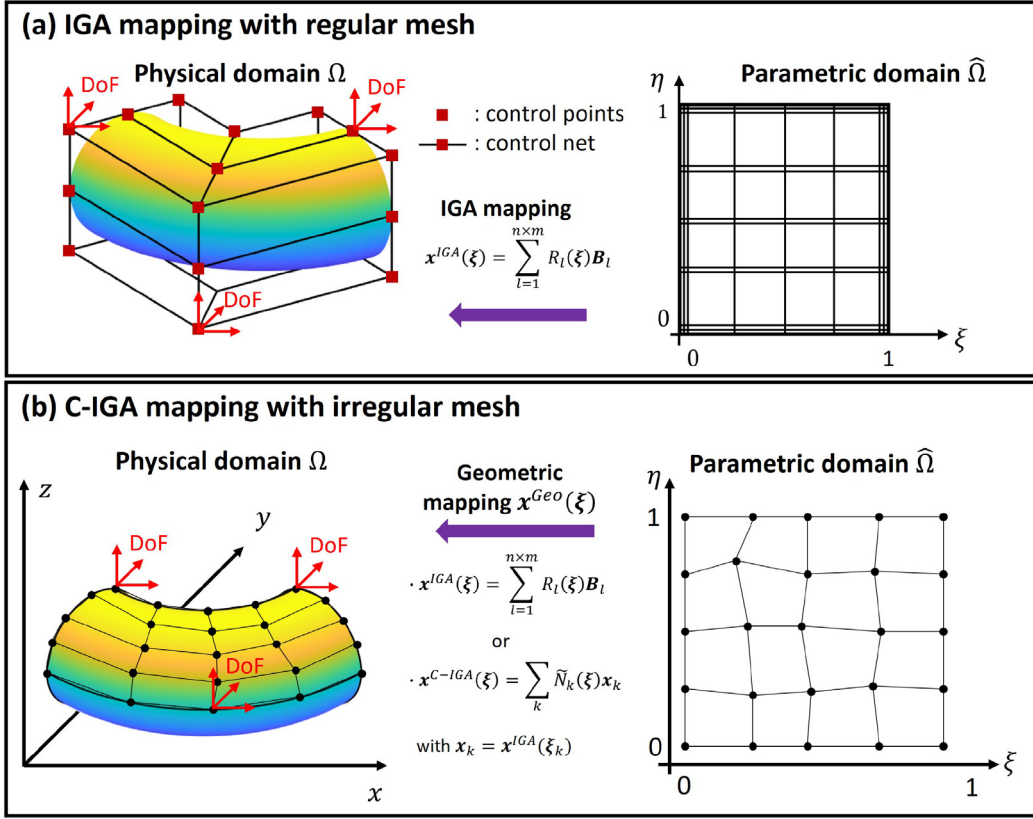 (a) IGA mapping with regular mesh
Physical domain Ω
DoF
DoF
DoF
: control points
: control net
IGA mapping
x^{IGA}(ξ) = \sum_{l=1}^{n×m} R_l(ξ)B_l
Parametric domain Ω̂
η
1
0
0
1
ξ
(b) C-IGA mapping with irregular mesh
Physical domain Ω
z
y
x
DoF
DoF
DoF
Geometric
mapping x^{Geo}(ξ)
· x^{IGA}(ξ) = \sum_{l=1}^{n×m} R_l(ξ)B_l
or
· x^{C-IGA}(ξ) = \sum_k Ñ_k(ξ)x_k
with x_k = x^{IGA}(ξ_k)
Parametric domain Ω̂
η
1
0
0
1
ξ